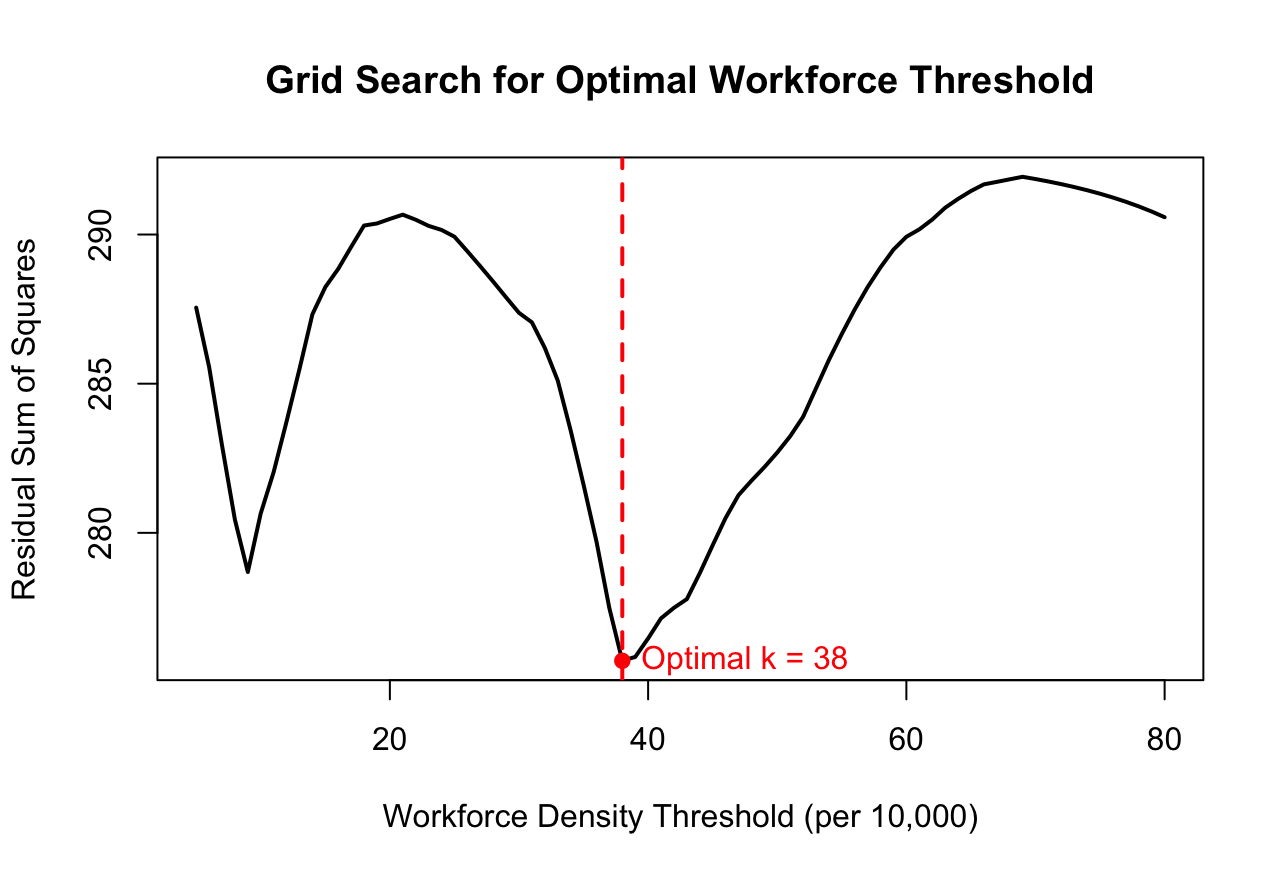 Grid Search for Optimal Workforce Threshold
Residual Sum of Squares
290
285
280
Optimal k = 38
20 40 60 80
Workforce Density Threshold (per 10,000)